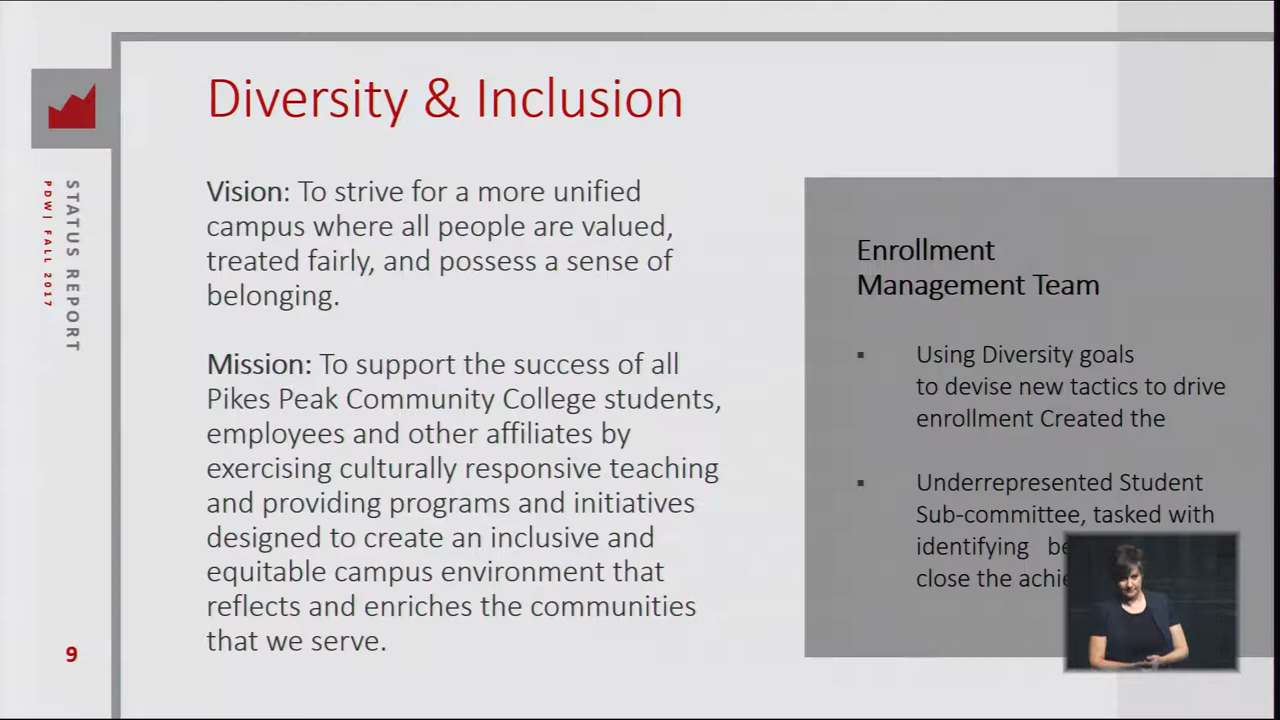 Diversity & Inclusion
STATUS REPORT
PDW| FALL 2017
Vision: To strive for a more unified
campus where all people are valued,
treated fairly, and possess a sense of
belonging.
Mission: To support the success of all
Pikes Peak Community College students,
employees and other affiliates by
exercising culturally responsive teaching
and providing programs and initiatives
designed to create an inclusive and
equitable campus environment that
reflects and enriches the communities
that we serve.
Enrollment
Management Team
▪ Using Diversity goals
to devise new tactics to drive
enrollment Created the
▪ Underrepresented Student
Sub-committee, tasked with
identifying
close the
9